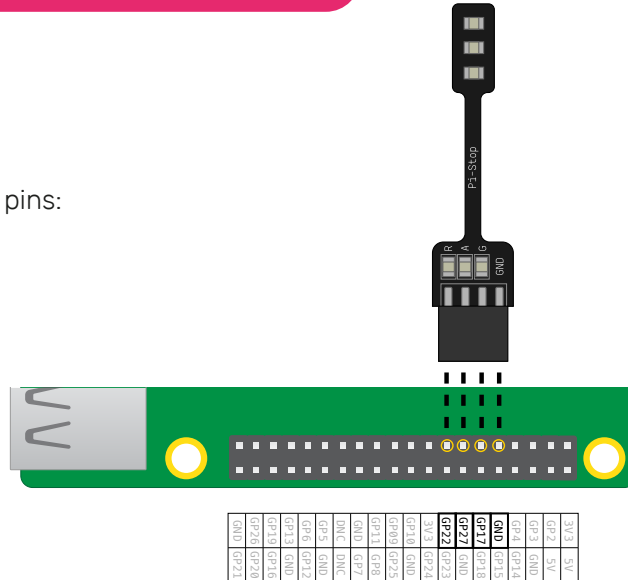 pins:
Pi-Stop
R A G GND
GND GP26 GP19 GP13 GP6 GP5 DNC GND GP11 GP09 GP10 3V3 GP22 GP27 GP17 GND GP4 GP3 GP2 3V3
GP21 GP20 GP16 GND GP12 GND DNC GP7 GP8 GP25 GND GP24 GP23 GND GP18 GP15 GP14 GND 5V 5V